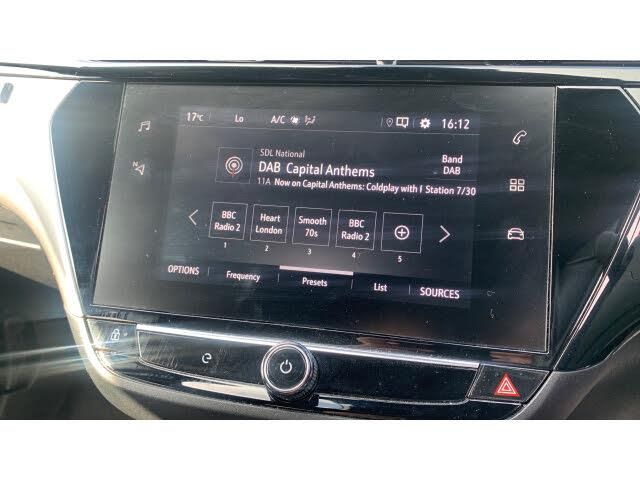 17°C Lo A/C 16:12
SDL National
DAB Capital Anthems
Band
DAB
11A Now on Capital Anthems: Coldplay with F Station 7/30
BBC Radio 2
Heart London
Smooth 70s
BBC Radio 2
1 2 3 4 5
OPTIONS Frequency Presets List SOURCES
N